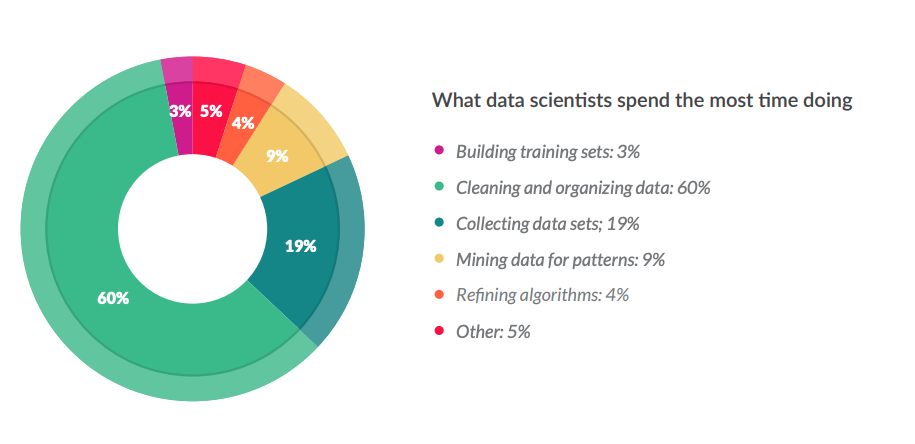 3%
5%
4%
9%
19%
60%
What data scientists spend the most time doing
Building training sets: 3%
Cleaning and organizing data: 60%
Collecting data sets; 19%
Mining data for patterns: 9%
Refining algorithms: 4%
Other: 5%